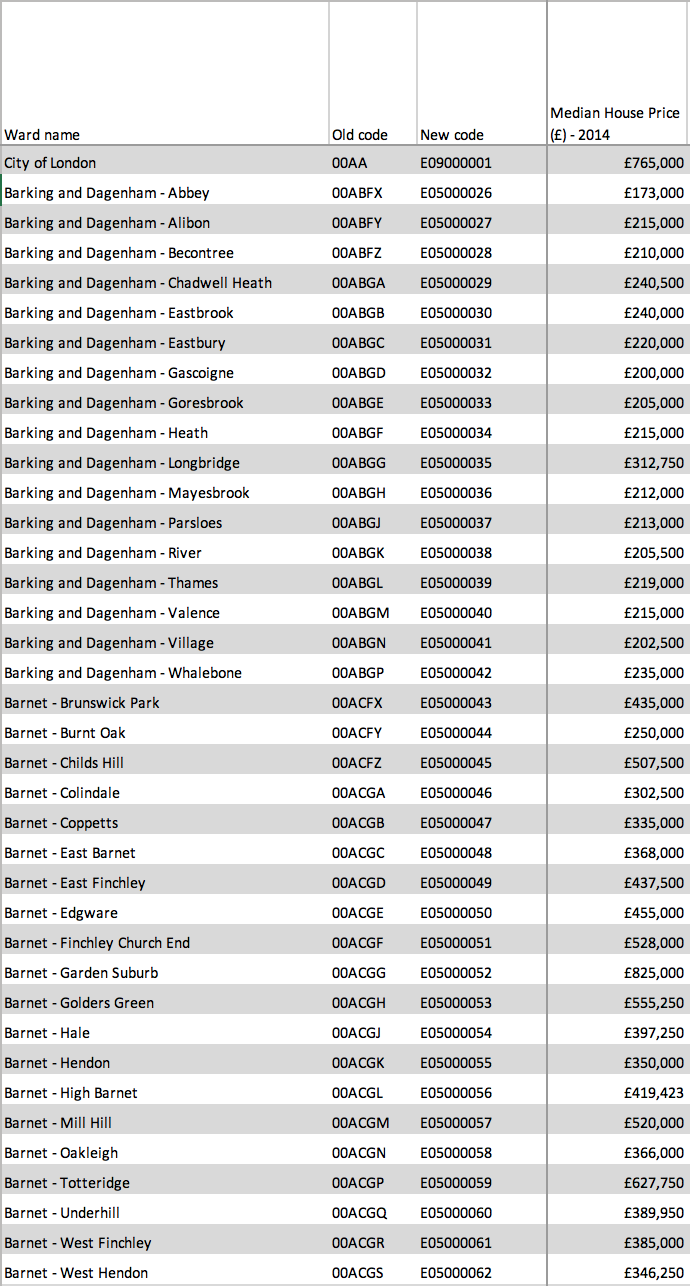 Median House Price
Ward name Old code New code (£) - 2014
City of London 00AA E09000001 £765,000
Barking and Dagenham - Abbey 00ABFX E05000026 £173,000
Barking and Dagenham - Alibon 00ABFY E05000027 £215,000
Barking and Dagenham - Becontree 00ABFZ E05000028 £210,000
Barking and Dagenham - Chadwell Heath 00ABGA E05000029 £240,500
Barking and Dagenham - Eastbrook 00ABGB E05000030 £240,000
Barking and Dagenham - Eastbury 00ABGC E05000031 £220,000
Barking and Dagenham - Gascoigne 00ABGD E05000032 £200,000
Barking and Dagenham - Goresbrook 00ABGE E05000033 £205,000
Barking and Dagenham - Heath 00ABGF E05000034 £215,000
Barking and Dagenham - Longbridge 00ABGG E05000035 £312,750
Barking and Dagenham - Mayesbrook 00ABGH E05000036 £212,000
Barking and Dagenham - Parsloes 00ABGJ E05000037 £213,000
Barking and Dagenham - River 00ABGK E05000038 £205,500
Barking and Dagenham - Thames 00ABGL E05000039 £219,000
Barking and Dagenham - Valence 00ABGM E05000040 £215,000
Barking and Dagenham - Village 00ABGN E05000041 £202,500
Barking and Dagenham - Whalebone 00ABGP E05000042 £235,000
Barnet - Brunswick Park 00ACFX E05000043 £435,000
Barnet - Burnt Oak 00ACFY E05000044 £250,000
Barnet - Childs Hill 00ACFZ E05000045 £507,500
Barnet - Colindale 00ACGA E05000046 £302,500
Barnet - Coppetts 00ACGB E05000047 £335,000
Barnet - East Barnet 00ACGC E05000048 £368,000
Barnet - East Finchley 00ACGD E05000049 £437,500
Barnet - Edgware 00ACGE E05000050 £455,000
Barnet - Finchley Church End 00ACGF E05000051 £528,000
Barnet - Garden Suburb 00ACGG E05000052 £825,000
Barnet - Golders Green 00ACGH E05000053 £555,250
Barnet - Hale 00ACGJ E05000054 £397,250
Barnet - Hendon 00ACGK E05000055 £350,000
Barnet - High Barnet 00ACGL E05000056 £419,423
Barnet - Mill Hill 00ACGM E05000057 £520,000
Barnet - Oakleigh 00ACGN E05000058 £366,000
Barnet - Totteridge 00ACGP E05000059 £627,750
Barnet - Underhill 00ACGQ E05000060 £389,950
Barnet - West Finchley 00ACGR E05000061 £385,000
Barnet - West Hendon 00ACGS E05000062 £346,250